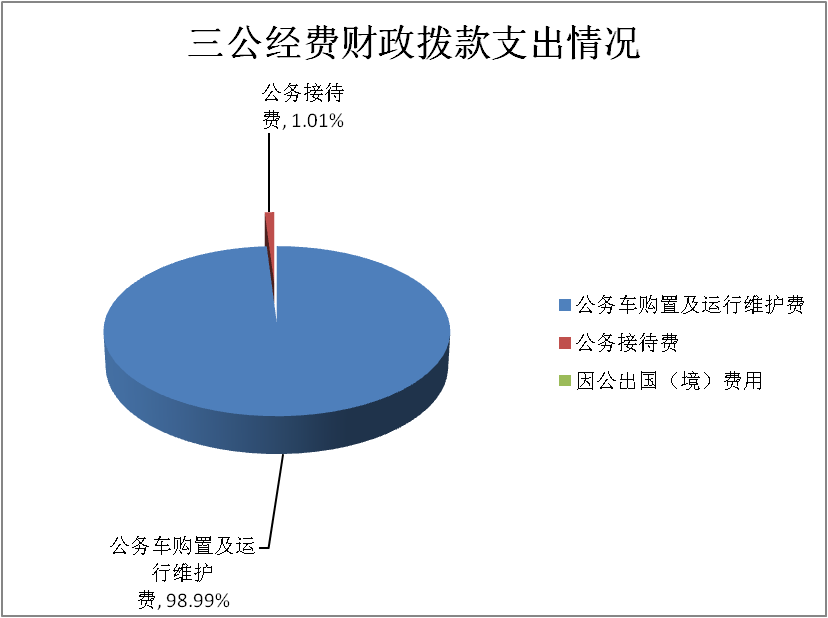 三公经费财政拨款支出情况
公务接待
费, 1.01%
公务车购置及运行维护费
公务接待费
因公出国（境）费用
公务车购置及运
行维护
费, 98.99%